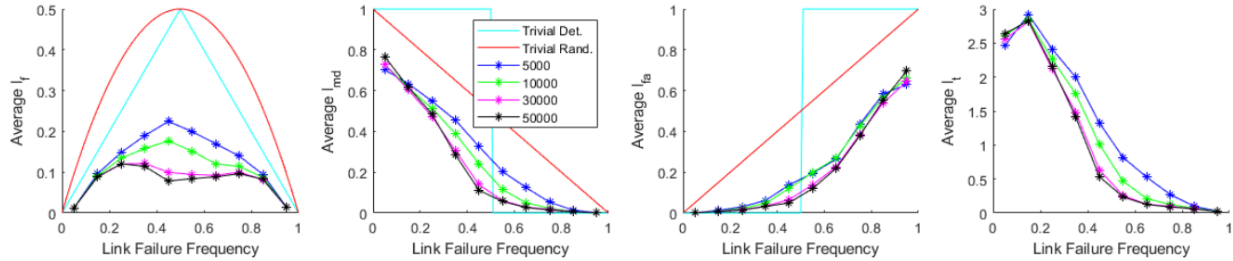 Average I_f
0.5
0.4
0.3
0.2
0.1
0
0 0.2 0.4 0.6 0.8 1
Link Failure Frequency
Average I_md
1
0.8
0.6
0.4
0.2
0
0 0.2 0.4 0.6 0.8 1
Link Failure Frequency
Trivial Det.
Trivial Rand.
5000
10000
30000
50000
Average I_fa
1
0.8
0.6
0.4
0.2
0
0 0.2 0.4 0.6 0.8 1
Link Failure Frequency
Average I_t
3
2.5
2
1.5
1
0.5
0
0 0.2 0.4 0.6 0.8 1
Link Failure Frequency